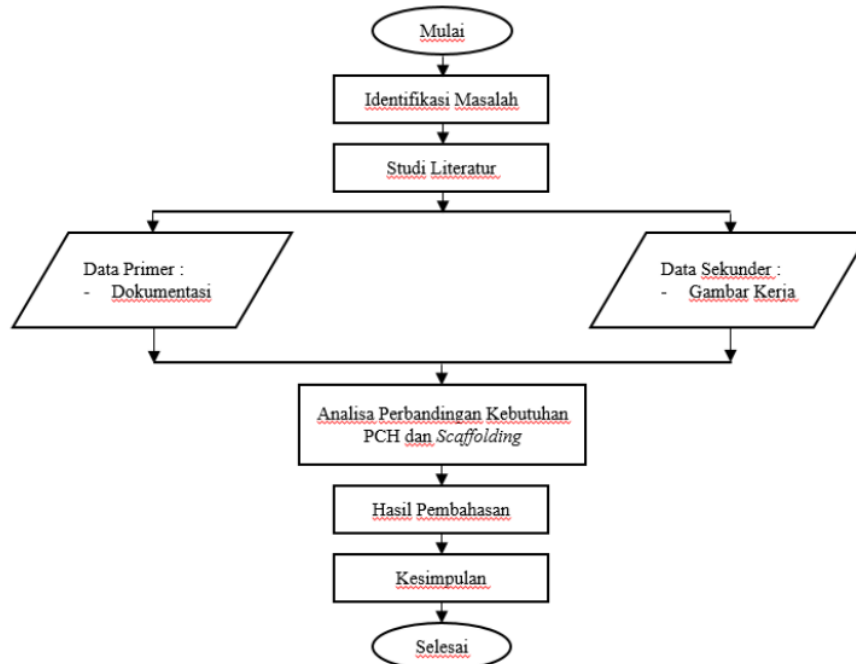 Mulai
Identifikasi Masalah
Studi Literatur
Data Primer :
- Dokumentasi
Data Sekunder :
- Gambar Kerja
Analisa Perbandingan Kebutuhan
PCH dan Scaffolding
Hasil Pembahasan
Kesimpulan
Selesai